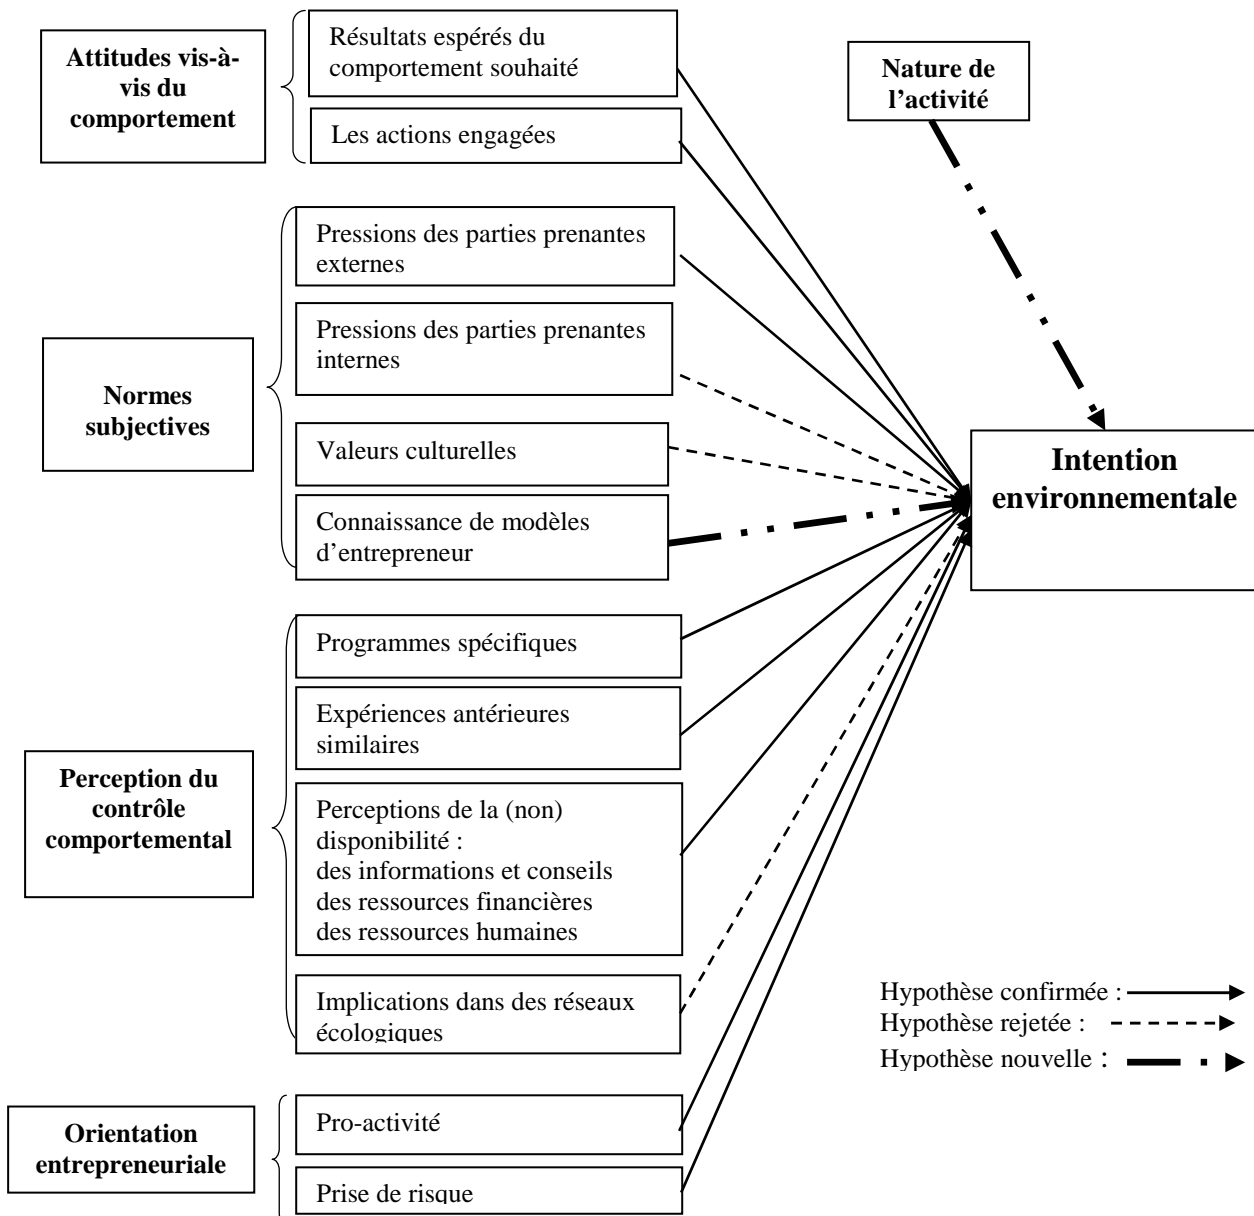 Attitudes vis-à-
vis du
comportement
Résultats espérés du
comportement souhaité
Les actions engagées
Nature de
l’activité
Normes
subjectives
Pressions des parties prenantes
externes
Pressions des parties prenantes
internes
Valeurs culturelles
Connaissance de modèles
d’entrepreneur
Intention
environnementale
Perception du
contrôle
comportemental
Programmes spécifiques
Expériences antérieures
similaires
Perceptions de la (non)
disponibilité :
des informations et conseils
des ressources financières
des ressources humaines
Implications dans des réseaux
écologiques
Hypothèse confirmée :
Hypothèse rejetée :
Hypothèse nouvelle :
Orientation
entrepreneuriale
Pro-activité
Prise de risque